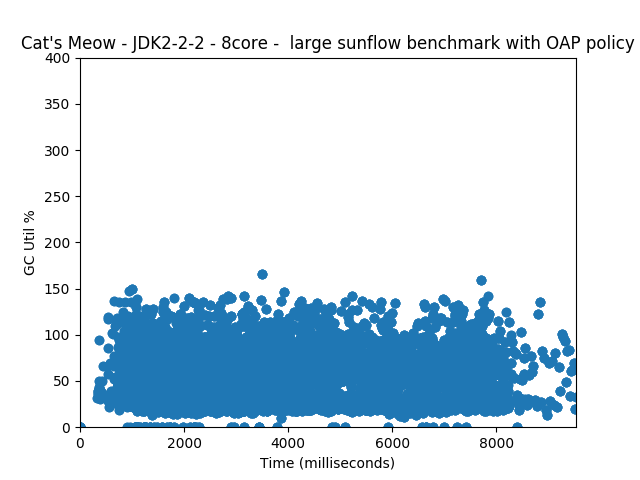 Cat's Meow - JDK2-2-2 - 8core -  large sunflow benchmark with OAP policy
400
350
300
250
200
150
100
50
0
GC Util %
0 2000 4000 6000 8000
Time (milliseconds)